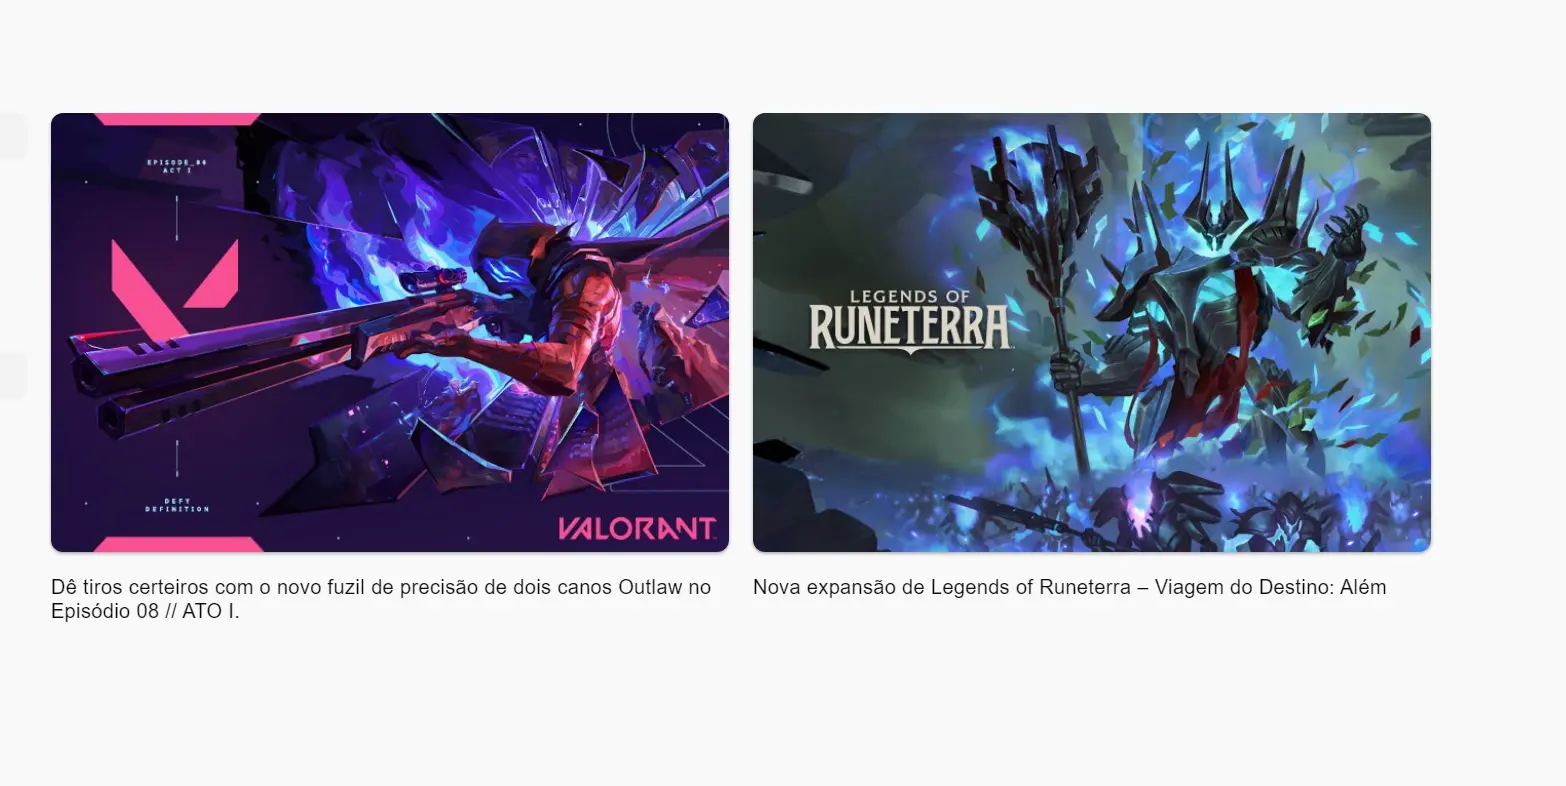 EPISODE_08
ACT I
DEFY
DEFINITION
VALORANT
LEGENDS OF
RUNETERRA
Dê tiros certeiros com o novo fuzil de precisão de dois canos Outlaw no
Episódio 08 // ATO I.
Nova expansão de Legends of Runeterra – Viagem do Destino: Além